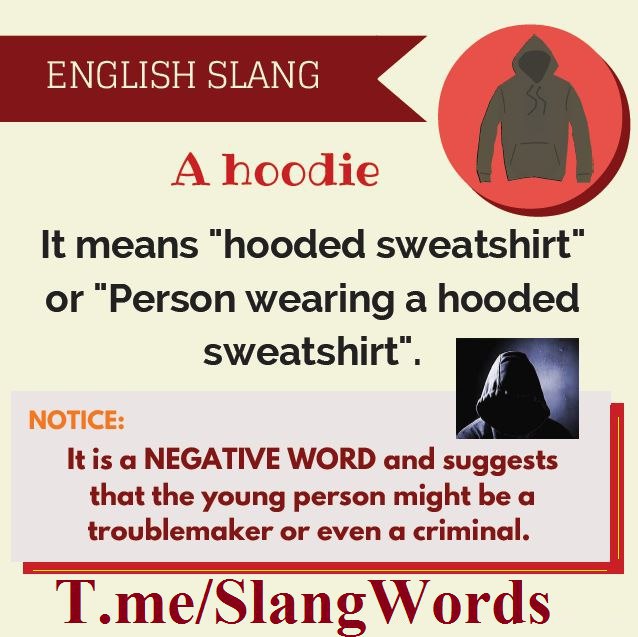 ENGLISH SLANG
A hoodie
It means "hooded sweatshirt"
or "Person wearing a hooded
sweatshirt".
NOTICE:
It is a NEGATIVE WORD and suggests
that the young person might be a
troublemaker or even a criminal.
T.me/SlangWords